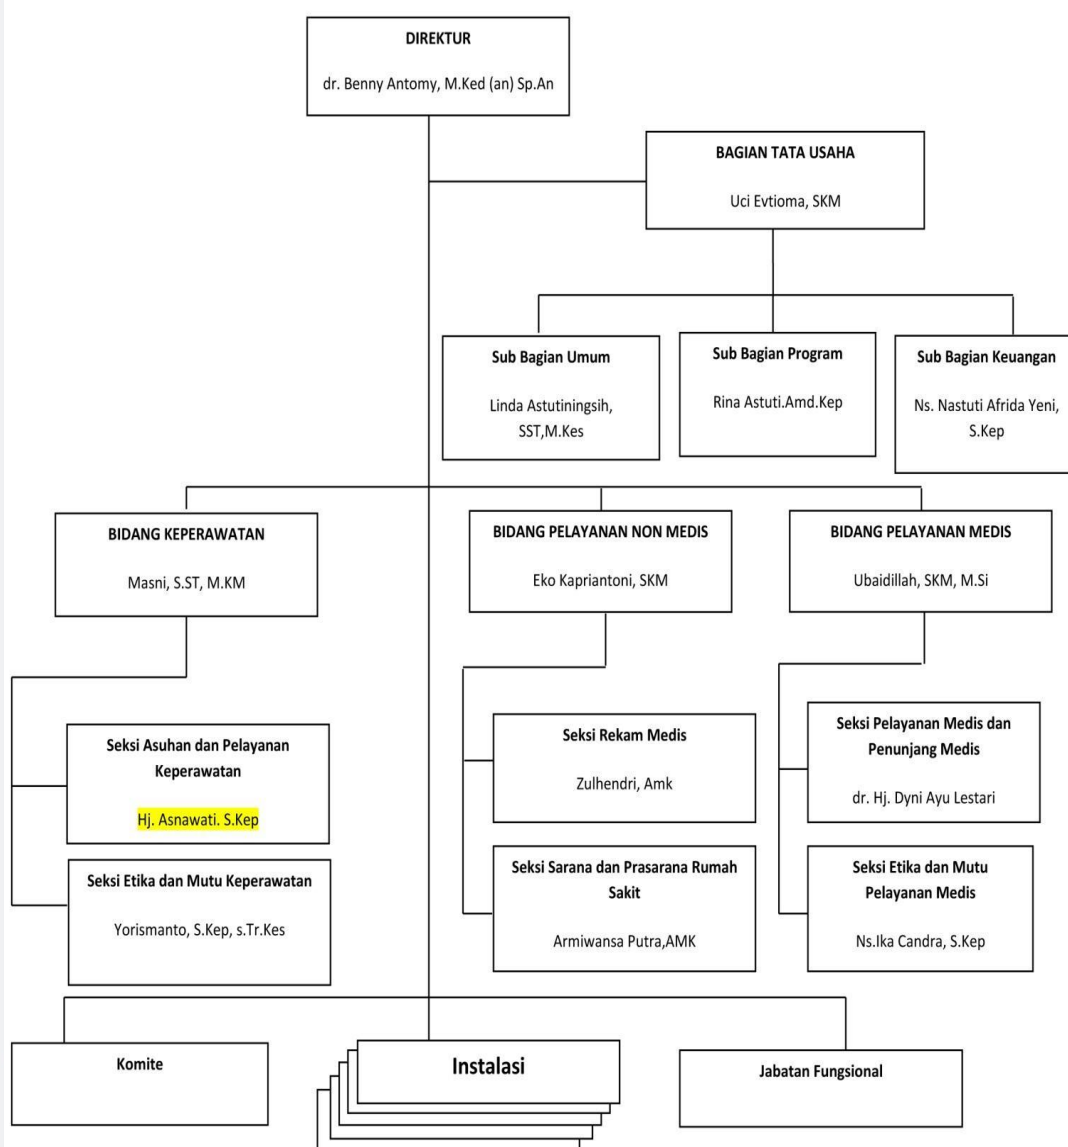 DIREKTUR
dr. Benny Antomy, M.Ked (an) Sp.An
BAGIAN TATA USAHA
Uci Evtioma, SKM
Sub Bagian Umum
Linda Astutiningsih,
SST,M.Kes
Sub Bagian Program
Rina Astuti.Amd.Kep
Sub Bagian Keuangan
Ns. Nastuti Afrida Yeni,
S.Kep
BIDANG KEPERAWATAN
Masni, S.ST, M.KM
BIDANG PELAYANAN NON MEDIS
Eko Kapriantoni, SKM
BIDANG PELAYANAN MEDIS
Ubaidillah, SKM, M.Si
Seksi Asuhan dan Pelayanan
Keperawatan
Hj. Asnawati. S.Kep
Seksi Etika dan Mutu Keperawatan
Yorismanto, S.Kep, s.Tr.Kes
Seksi Rekam Medis
Zulhendri, Amk
Seksi Sarana dan Prasarana Rumah
Sakit
Armiwansa Putra,AMK
Seksi Pelayanan Medis dan
Penunjang Medis
dr. Hj. Dyni Ayu Lestari
Seksi Etika dan Mutu
Pelayanan Medis
Ns.Ika Candra, S.Kep
Komite
Instalasi
Jabatan Fungsional